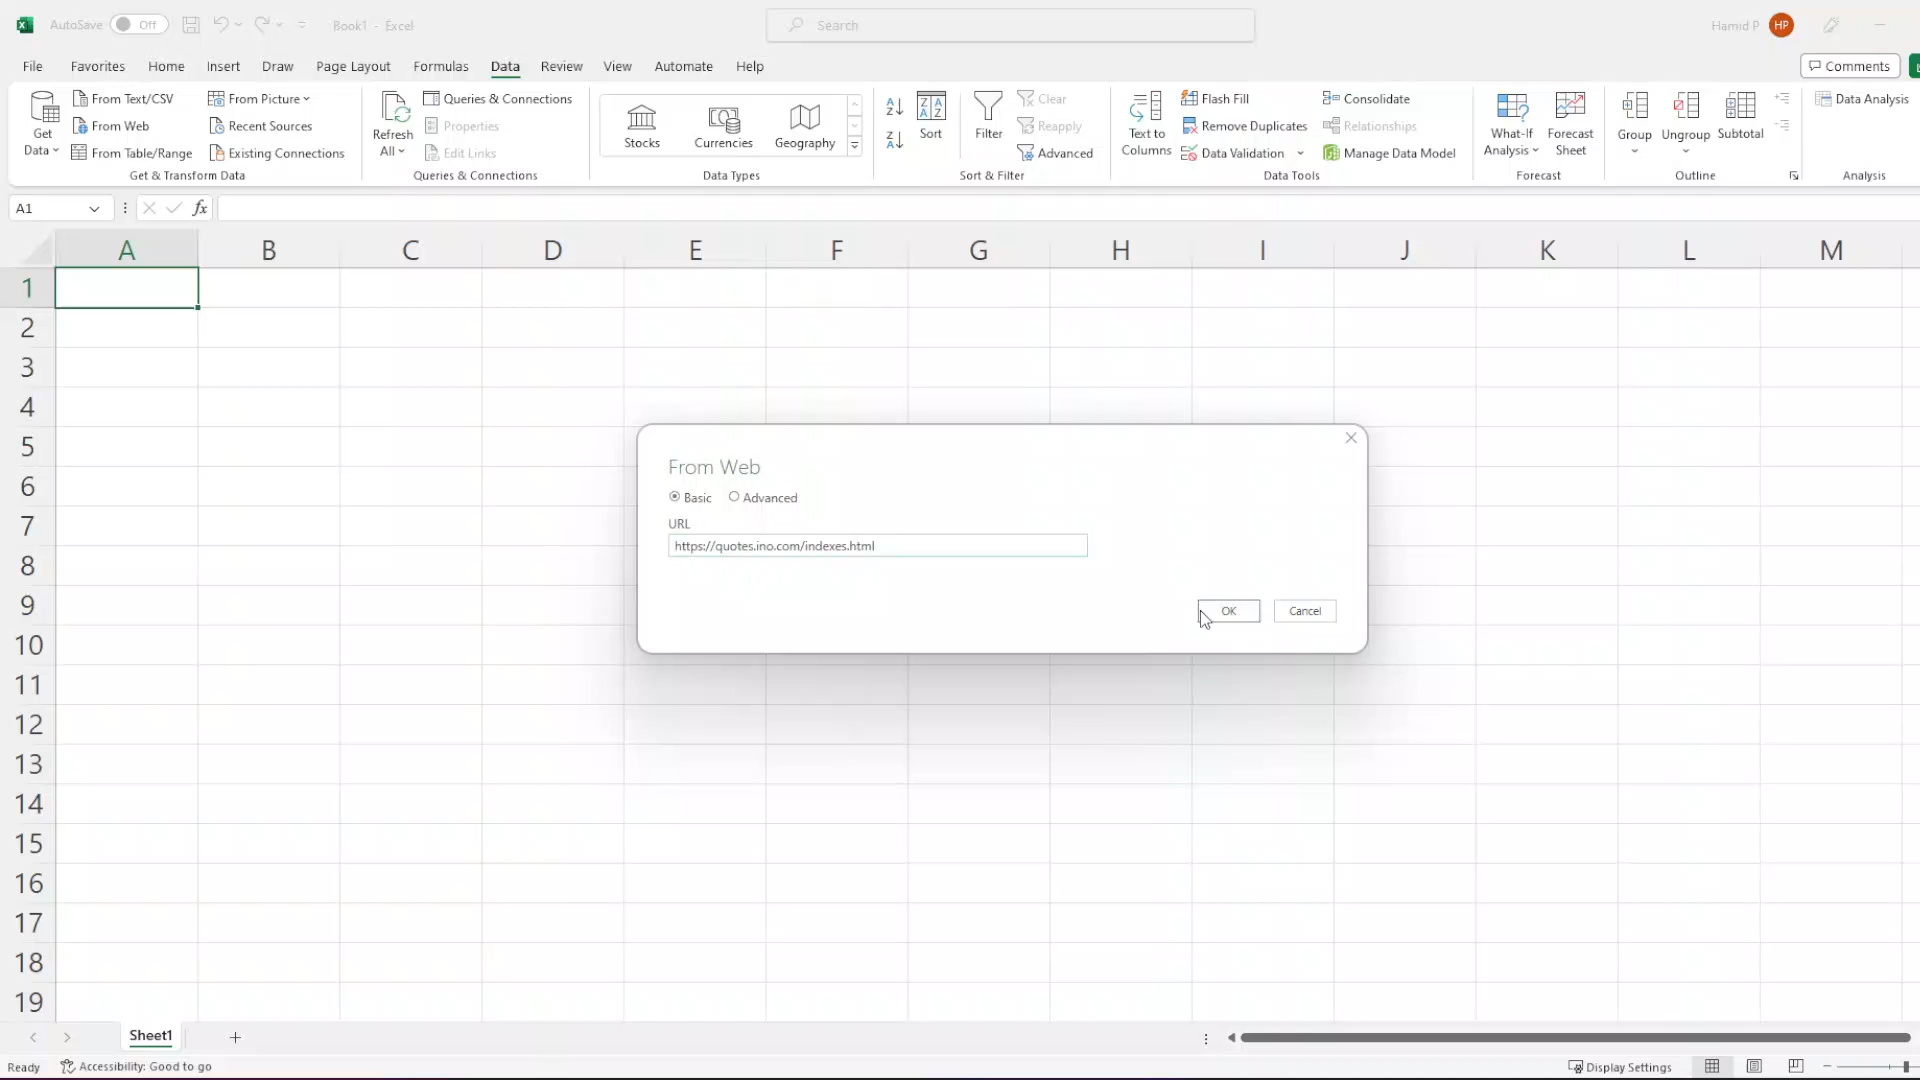 AutoSave Off Book1 - Excel Search Hamid P HP
File Favorites Home Insert Draw Page Layout Formulas Data Review View Automate Help Comments
Get Data
From Text/CSV
From Web
From Table/Range
From Picture
Recent Sources
Existing Connections
Get & Transform Data
Refresh All
Queries & Connections
Properties
Edit Links
Queries & Connections
Stocks
Currencies
Geography
Data Types
Sort
Filter
Clear
Reapply
Advanced
Sort & Filter
Text to Columns
Flash Fill
Remove Duplicates
Data Validation
Consolidate
Relationships
Manage Data Model
Data Tools
What-If Analysis
Forecast Sheet
Forecast
Group
Ungroup
Subtotal
Outline
Data Analysis
Analysis
A1 fx
A B C D E F G H I J K L M
1
2
3
4
5
6
7
8
9
10
11
12
13
14
15
16
17
18
19
From Web
Basic Advanced
URL
https://quotes.ino.com/indexes.html
OK Cancel
Sheet1
Ready Accessibility: Good to go Display Settings